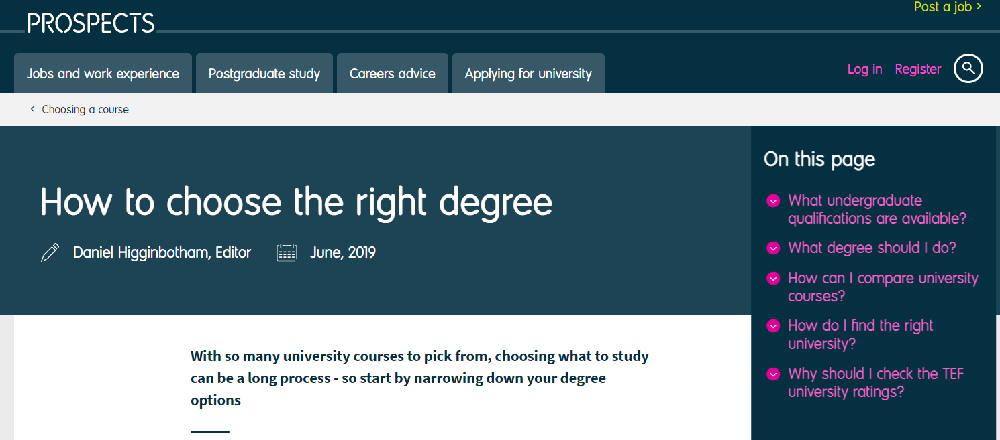 Post a job
PROSPECTS
Jobs and work experience
Postgraduate study
Careers advice
Applying for university
Log in
Register
Choosing a course
How to choose the right degree
Daniel Higginbotham, Editor
June, 2019
With so many university courses to pick from, choosing what to study
can be a long process - so start by narrowing down your degree
options
On this page
What undergraduate
qualifications are available?
What degree should I do?
How can I compare university
courses?
How do I find the right
university?
Why should I check the TEF
university ratings?